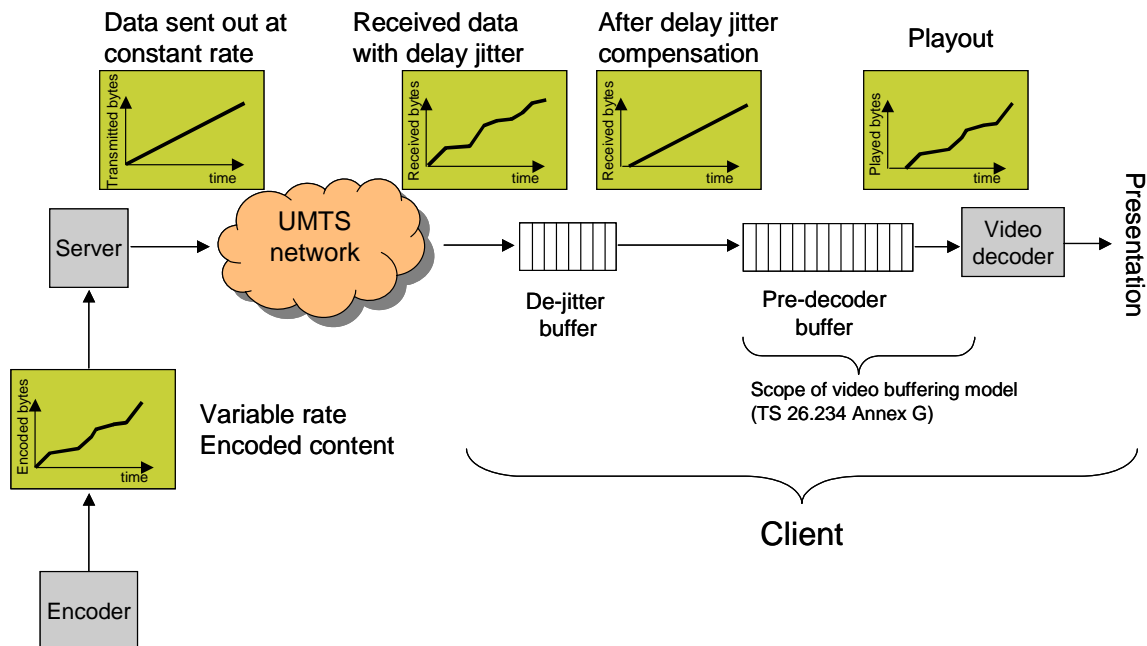 Data sent out at
constant rate
Received data
with delay jitter
After delay jitter
compensation
Playout
Transmitted bytes
time
Received bytes
time
Received bytes
time
Played bytes
time
Server
UMTS
network
De-jitter
buffer
Pre-decoder
buffer
Video
decoder
Presentation
Scope of video buffering model
(TS 26.234 Annex G)
Encoded bytes
time
Variable rate
Encoded content
Client
Encoder